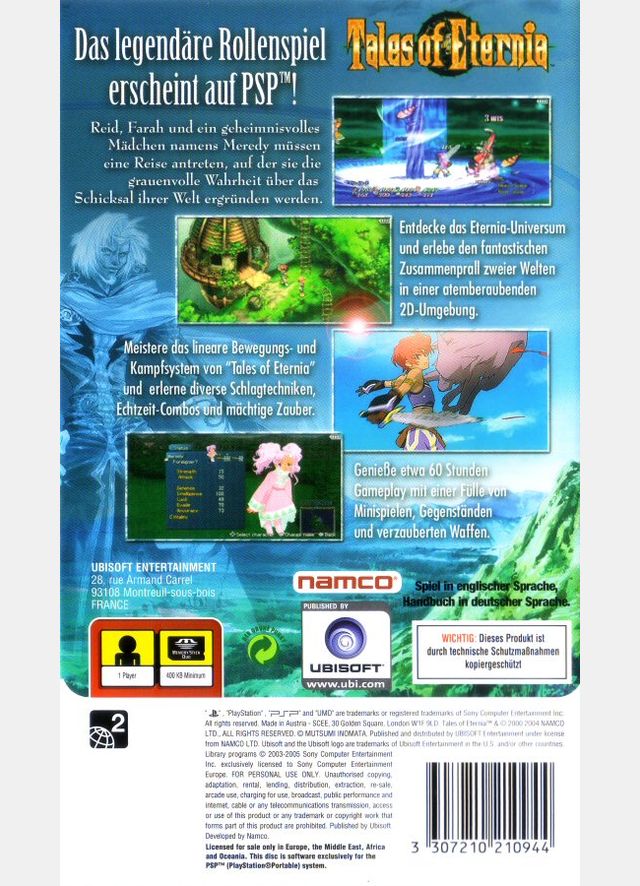 Das legendäre Rollenspiel
erscheint auf PSP™!
Tales of Eternia
Reid, Farah und ein geheimnisvolles
Mädchen namens Meredy müssen
eine Reise antreten, auf der sie die
grauenvolle Wahrheit über das
Schicksal ihrer Welt ergründen werden.
Entdecke das Eternia-Universum
und erlebe den fantastischen
Zusammenprall zweier Welten
in einer atemberaubenden
2D-Umgebung.
Meistere das lineare Bewegungs- und
Kampfsystem von "Tales of Eternia"
und erlerne diverse Schlagtechniken,
Echtzeit-Combos und mächtige Zauber.
Status
Strength
Attack
Defense
Intelligence
Luck
Evade
Accurate
Genieße etwa 60 Stunden
Gameplay mit einer Fülle von
Minispielen, Gegenständen
und verzauberten Waffen.
UBISOFT ENTERTAINMENT
28, rue Armand Carrel
93108 Montreuil-sous-bois
FRANCE
namco®
Spiel in englischer Sprache,
Handbuch in deutscher Sprache.
PUBLISHED BY
UBISOFT
www.ubi.com
WICHTIG: Dieses Produkt ist
durch technische Schutzmaßnahmen
kopiergeschützt
1 Player
MEMORY STICK
DUO
400 KB Minimum
2
", "PlayStation", "PSP" and "UMD" are trademarks or registered trademarks of Sony Computer Entertainment Inc.
All rights reserved. Made in Austria - SCEE, 30 Golden Square, London W1F 9LD. Tales of Eternia™ & © 2000 2004 NAMCO
LTD., ALL RIGHTS RESERVED. © MUTSUMI INOMATA. Published and distributed by UBISOFT Entertainment under license
from NAMCO LTD. Ubisoft and the Ubisoft logo are trademarks of Ubisoft Entertainment in the U.S. and/or other countries.
Library programs © 2003-2005 Sony Computer Entertainment
Inc. exclusively licensed to Sony Computer Entertainment
Europe. FOR PERSONAL USE ONLY. Unauthorised copying,
adaptation, rental, lending, distribution, extraction, re-sale,
arcade use, charging for use, broadcast, public performance and
internet, cable or any telecommunications transmission, access
or use of this product or any trademark or copyright work that
forms part of this product are prohibited. Published by Ubisoft.
Developed by Namco.
Licensed for sale only in Europe, the Middle East, Africa
and Oceania. This disc is software exclusively for the
PSP™ (PlayStation®Portable) system.
3 307210 210944